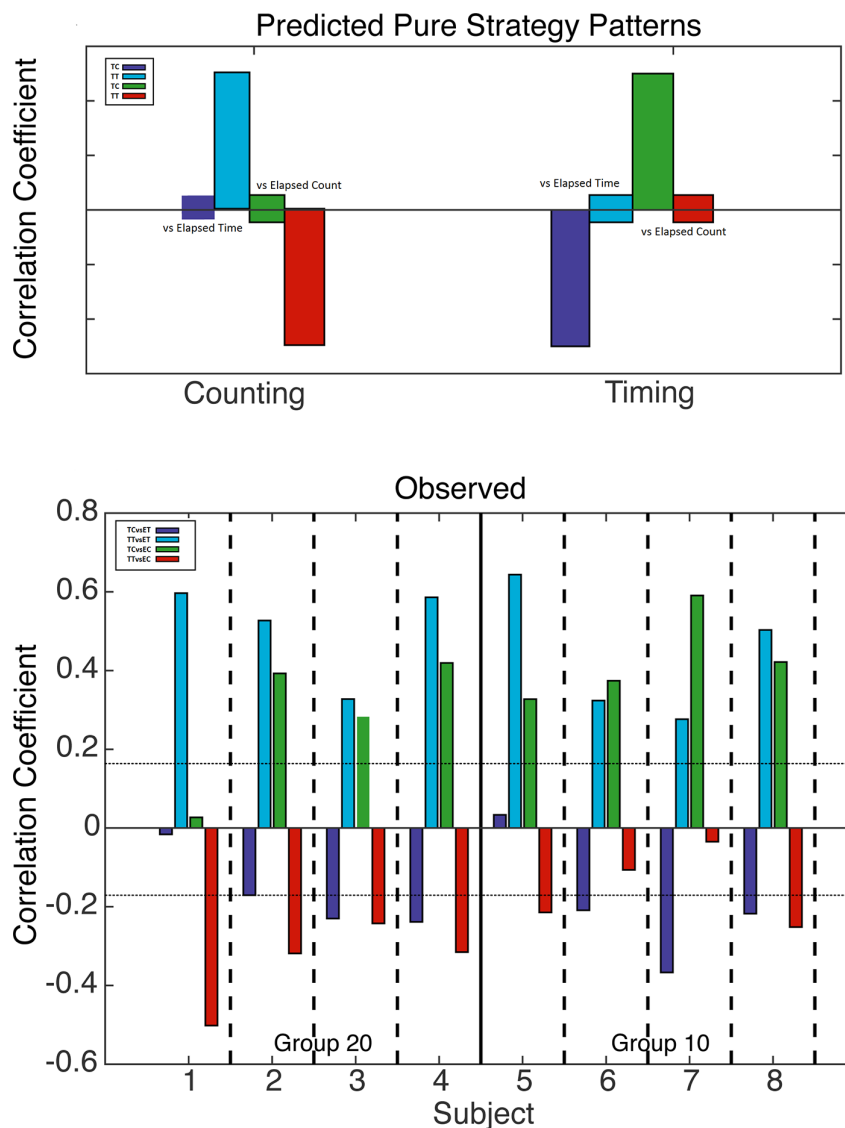 Predicted Pure Strategy Patterns
TC
TT
TC
TT
Correlation Coefficient
vs Elapsed Count
vs Elapsed Time
vs Elapsed Time
vs Elapsed Count
Counting
Timing
Observed
0.8
0.6
0.4
0.2
0
-0.2
-0.4
-0.6
TCvsET
TTvsET
TCvsEC
TTvsEC
Correlation Coefficient
Group 20
Group 10
1 2 3 4 5 6 7 8
Subject